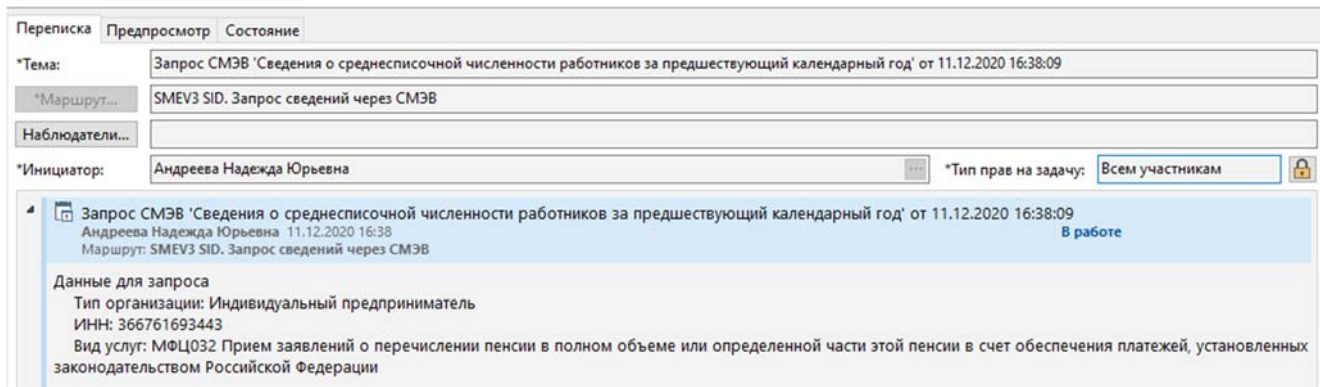 Переписка Предпросмотр Состояние
*Тема: Запрос СМЭВ 'Сведения о среднесписочной численности работников за предшествующий календарный год' от 11.12.2020 16:38:09
*Маршрут... SMEV3 SID. Запрос сведений через СМЭВ
Наблюдатели...
*Инициатор: Андреева Надежда Юрьевна ... *Тип прав на задачу: Всем участникам
Запрос СМЭВ 'Сведения о среднесписочной численности работников за предшествующий календарный год' от 11.12.2020 16:38:09
Андреева Надежда Юрьевна 11.12.2020 16:38 В работе
Маршрут: SMEV3 SID. Запрос сведений через СМЭВ
Данные для запроса
Тип организации: Индивидуальный предприниматель
ИНН: 366761693443
Вид услуг: МФЦ032 Прием заявлений о перечислении пенсии в полном объеме или определенной части этой пенсии в счет обеспечения платежей, установленных
законодательством Российской Федерации